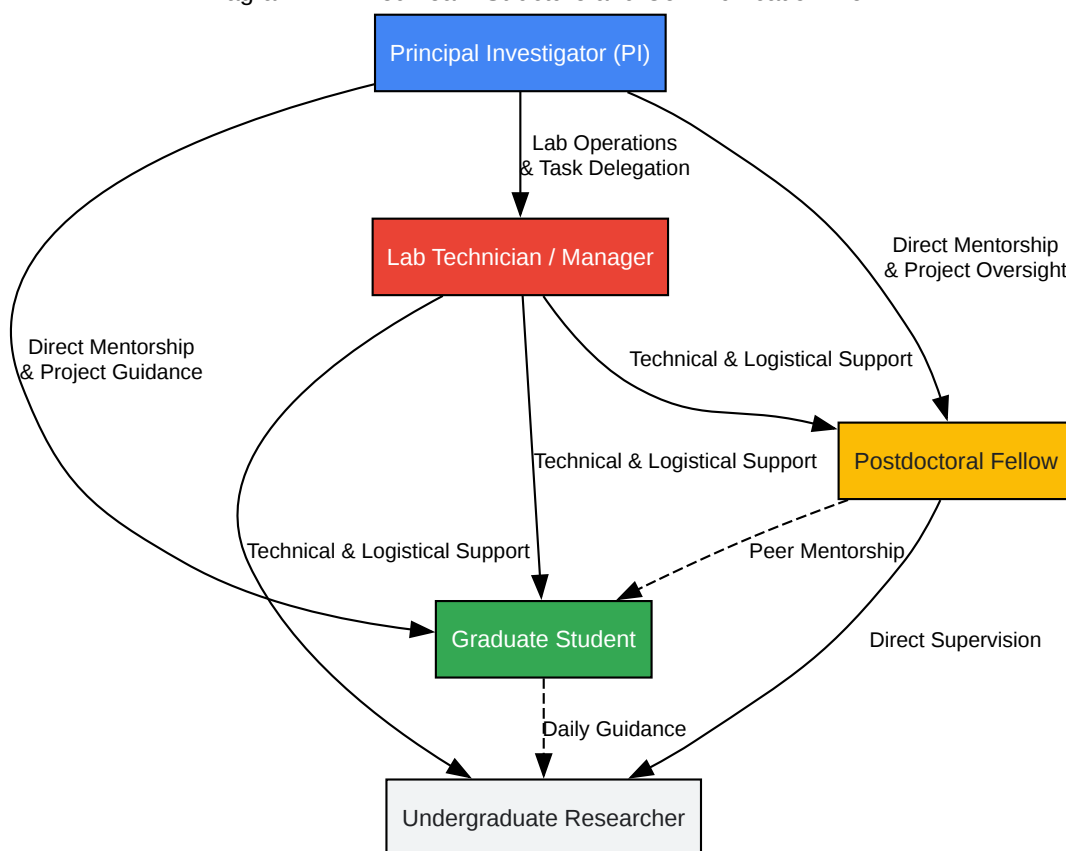 Principal Investigator (PI)
Lab Operations
& Task Delegation
Lab Technician / Manager
Direct Mentorship
& Project Oversight
Direct Mentorship
& Project Guidance
Technical & Logistical Support
Postdoctoral Fellow
Technical & Logistical Support
Technical & Logistical Support
Peer Mentorship
Graduate Student
Direct Supervision
Daily Guidance
Undergraduate Researcher